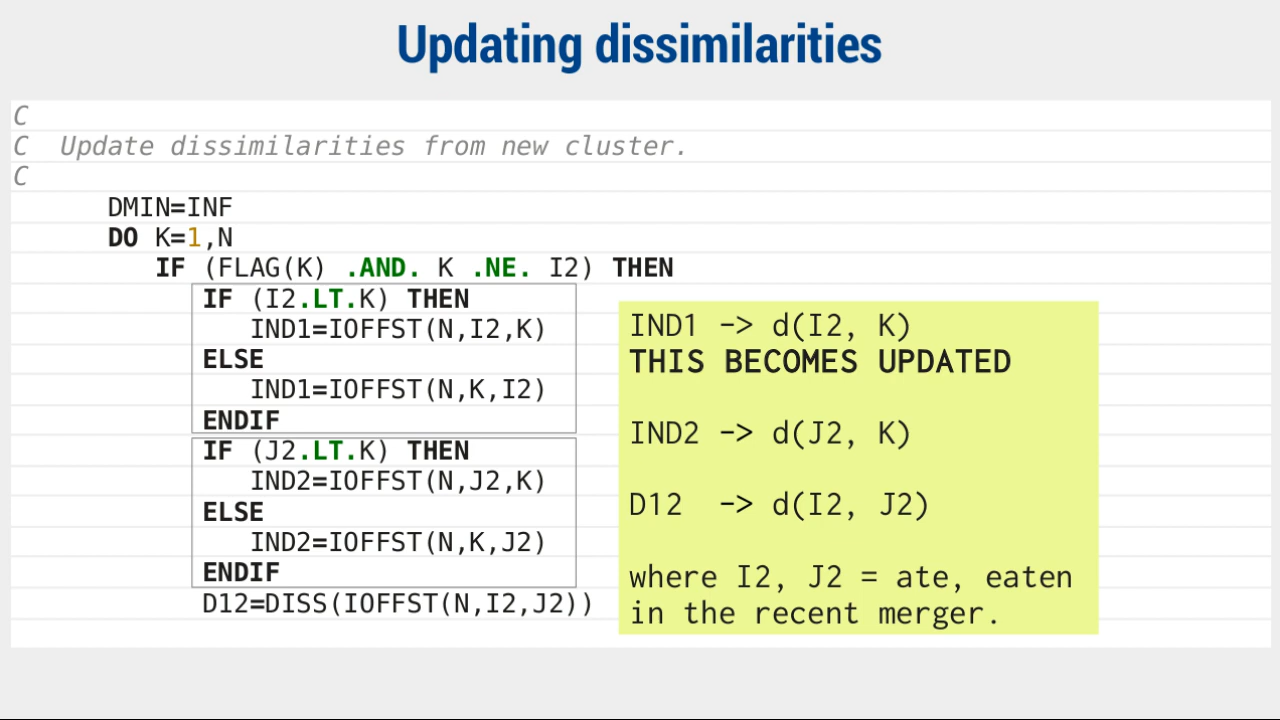 Updating dissimilarities
C
C  Update dissimilarities from new cluster.
C
      DMIN=INF
      DO K=1,N
         IF (FLAG(K) .AND. K .NE. I2) THEN
            IF (I2.LT.K) THEN
               IND1=IOFFST(N,I2,K)
            ELSE
               IND1=IOFFST(N,K,I2)
            ENDIF
            IF (J2.LT.K) THEN
               IND2=IOFFST(N,J2,K)
            ELSE
               IND2=IOFFST(N,K,J2)
            ENDIF
            D12=DISS(IOFFST(N,I2,J2))
IND1 -> d(I2, K)
THIS BECOMES UPDATED
IND2 -> d(J2, K)
D12  -> d(I2, J2)
where I2, J2 = ate, eaten
in the recent merger.